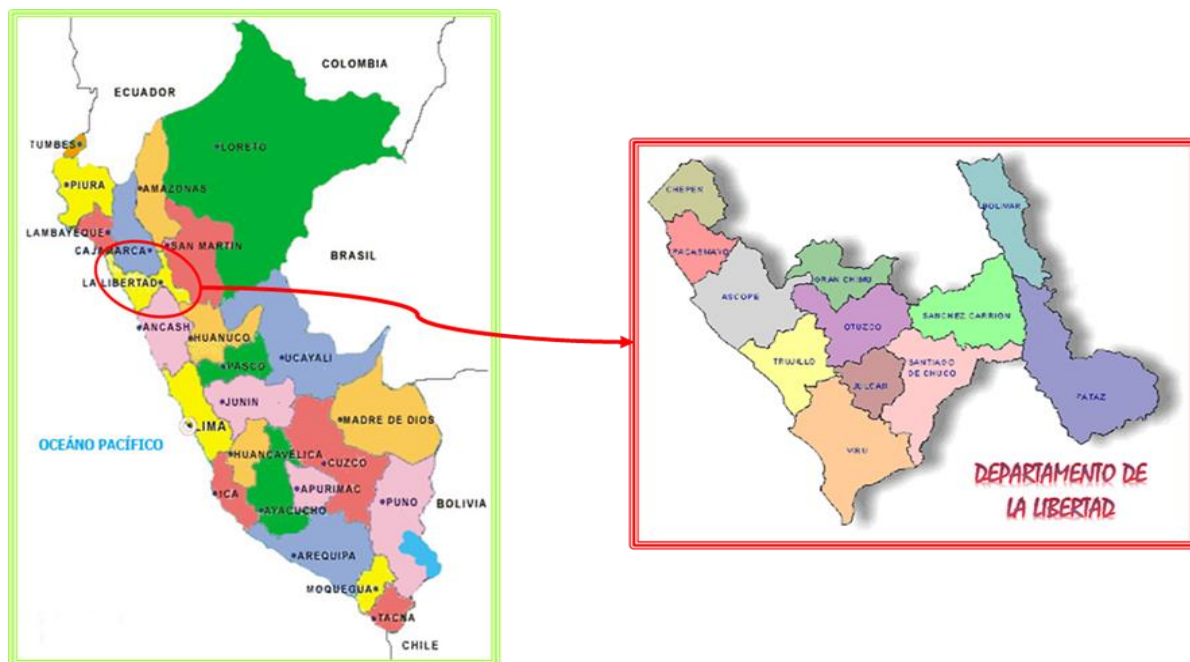 COLOMBIA
ECUADOR
TUMBES
LORETO
PIURA
AMAZONAS
LAMBAYEQUE
CAJAMARCA
SAN MARTIN
BRASIL
LA LIBERTAD
ANCASH
HUANUCO
UCAYALI
PASCO
JUNIN
MADRE DE DIOS
LIMA
OCEÁNO PACÍFICO
HUANCAVELICA
CUZCO
ICA
APURIMAC
PUNO
BOLIVIA
AYACUCHO
AREQUIPA
MOQUEGUA
TACNA
CHILE
CHEPEN
BOLIVAR
PACASMAYO
GRAN CHIMU
ASCOPE
SANCHEZ CARRION
OTUZCO
TRUJILLO
SANTIAGO
DE CHUCO
JULCAN
PATAZ
VIRU
DEPARTAMENTO DE
LA LIBERTAD